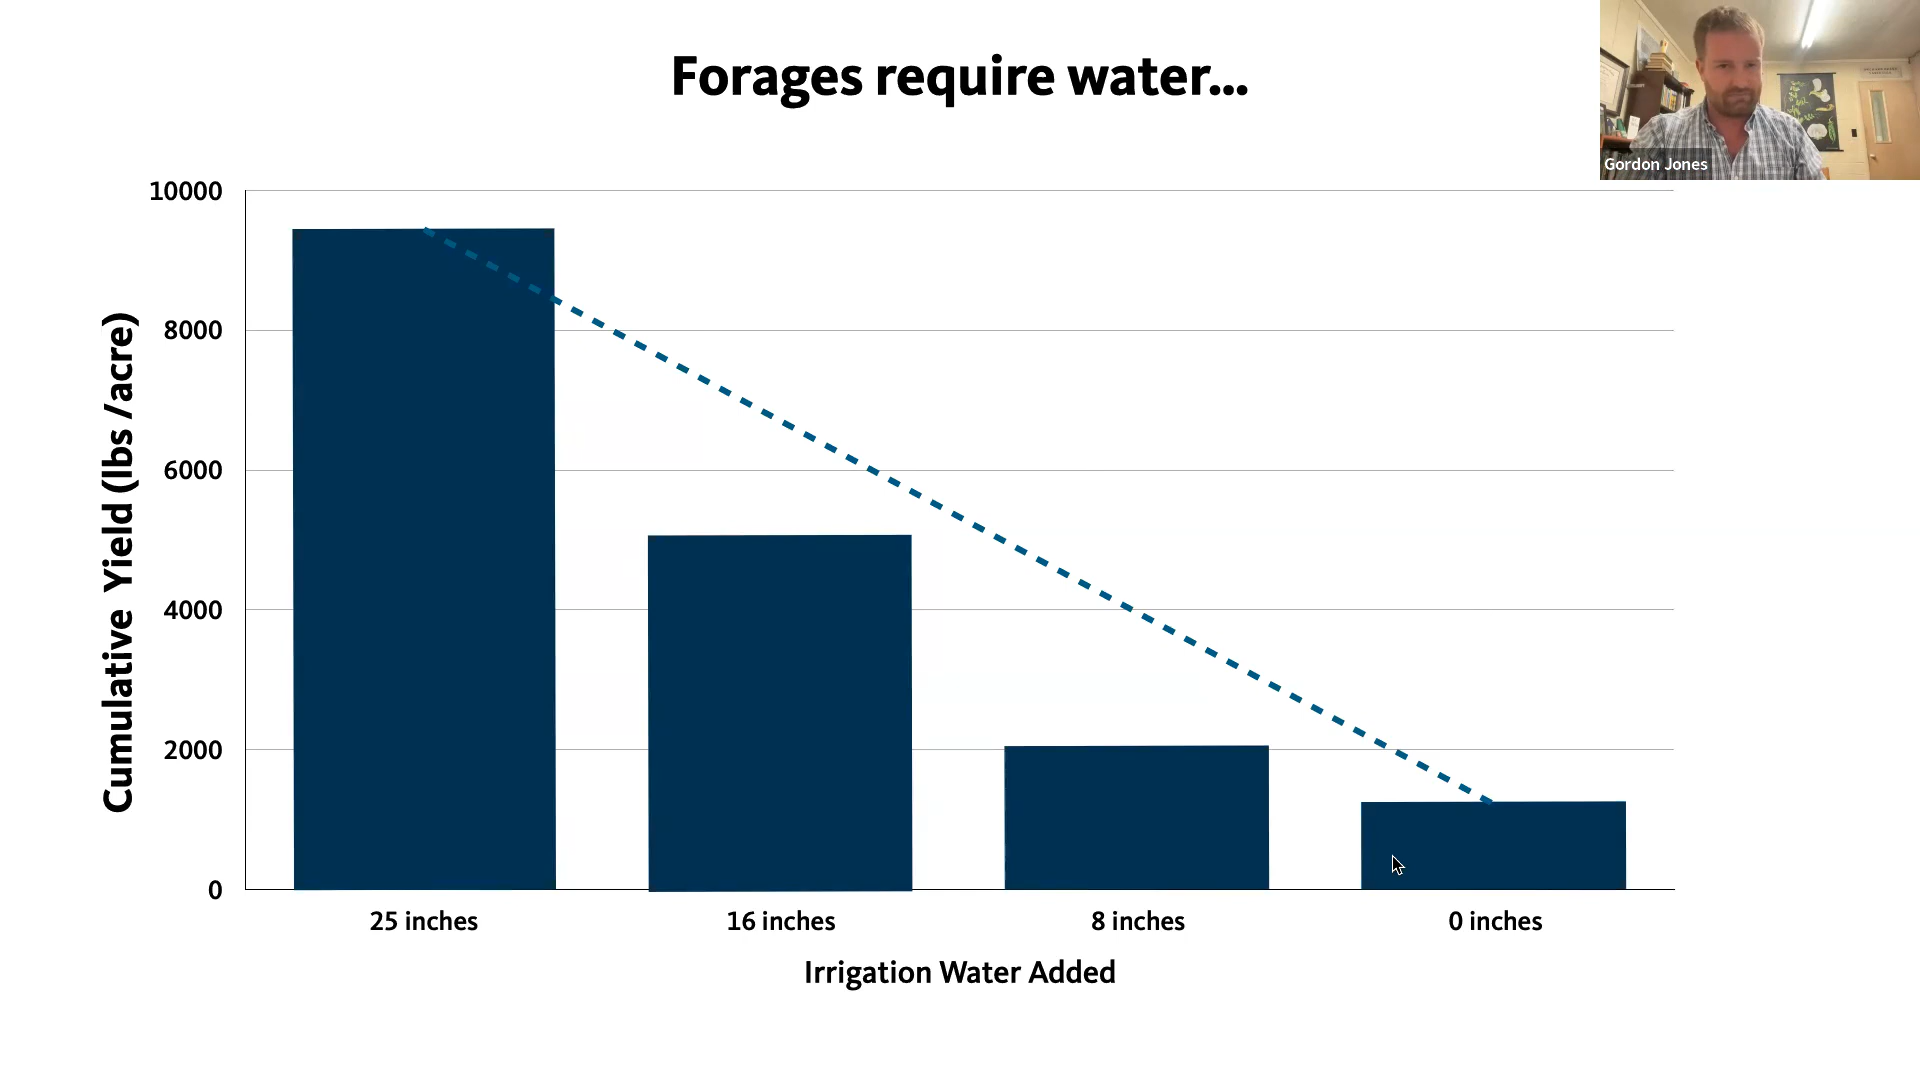 Forages require water...
Gordon Jones
Cumulative Yield (lbs /acre)
10000
8000
6000
4000
2000
0
25 inches
16 inches
8 inches
0 inches
Irrigation Water Added